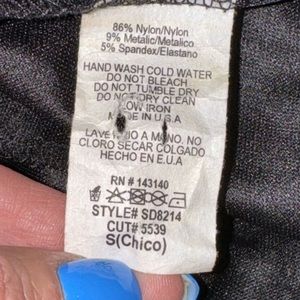 86% Nylon/Nylon
9% Metalic/Metalico
5% Spandex/Elastano
HAND WASH COLD WATER
DO NOT BLEACH
DO NOT TUMBLE DRY
DO NOT DRY CLEAN
LOW IRON
MADE IN U.S.A
LAVE A MANO. NO
CLORO SECAR COLGADO
HECHO EN E.U.A
RN # 143140
STYLE# SD8214
CUT# 5539
S(Chico)